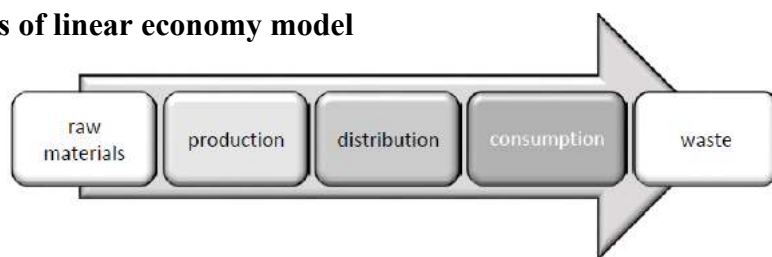 s of linear economy model
raw
materials
production
distribution
consumption
waste